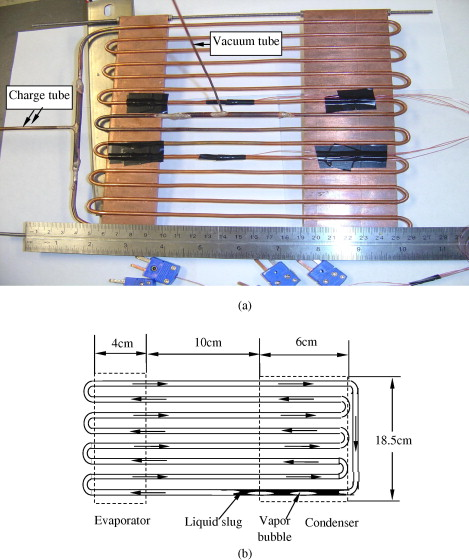 Vacuum tube
Charge tube
(a)
4cm
10cm
6cm
18.5cm
Evaporator
Liquid slug
Vapor
bubble
Condenser
(b)